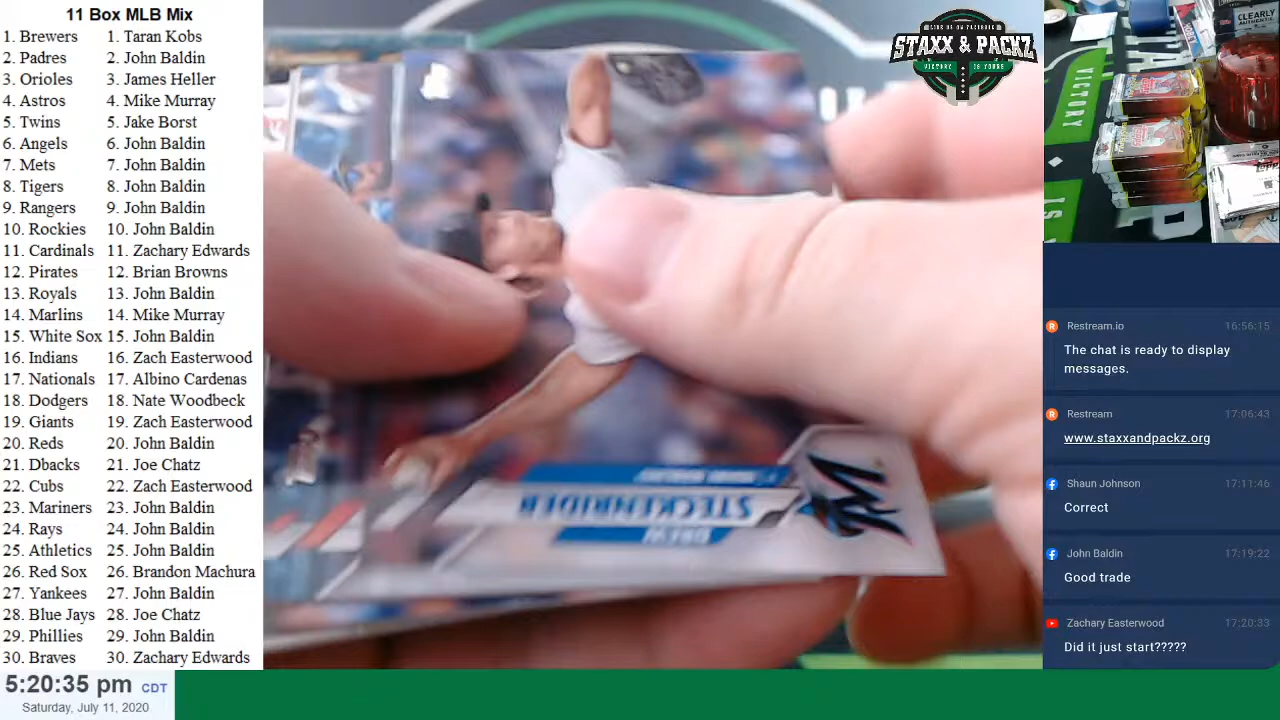 11 Box MLB Mix
1. Brewers 1. Taran Kobs
2. Padres 2. John Baldin
3. Orioles 3. James Heller
4. Astros 4. Mike Murray
5. Twins 5. Jake Borst
6. Angels 6. John Baldin
7. Mets 7. John Baldin
8. Tigers 8. John Baldin
9. Rangers 9. John Baldin
10. Rockies 10. John Baldin
11. Cardinals 11. Zachary Edwards
12. Pirates 12. Brian Browns
13. Royals 13. John Baldin
14. Marlins 14. Mike Murray
15. White Sox 15. John Baldin
16. Indians 16. Zach Easterwood
17. Nationals 17. Albino Cardenas
18. Dodgers 18. Nate Woodbeck
19. Giants 19. Zach Easterwood
20. Reds 20. John Baldin
21. Dbacks 21. Joe Chatz
22. Cubs 22. Zach Easterwood
23. Mariners 23. John Baldin
24. Rays 24. John Baldin
25. Athletics 25. John Baldin
26. Red Sox 26. Brandon Machura
27. Yankees 27. John Baldin
28. Blue Jays 28. Joe Chatz
29. Phillies 29. John Baldin
30. Braves 30. Zachary Edwards
5:20:35 pm CDT
Saturday, July 11, 2020
LIKE US ON FACEBOOK
STAXX & PACKZ
VICTORY IS YOURS
DREW
STECKENRIDER
M
CLEARLY
VICTORY
Restream.io 16:56:15
The chat is ready to display
messages.
Restream 17:06:43
www.staxxandpackz.org
Shaun Johnson 17:11:46
Correct
John Baldin 17:19:22
Good trade
Zachary Easterwood 17:20:33
Did it just start?????